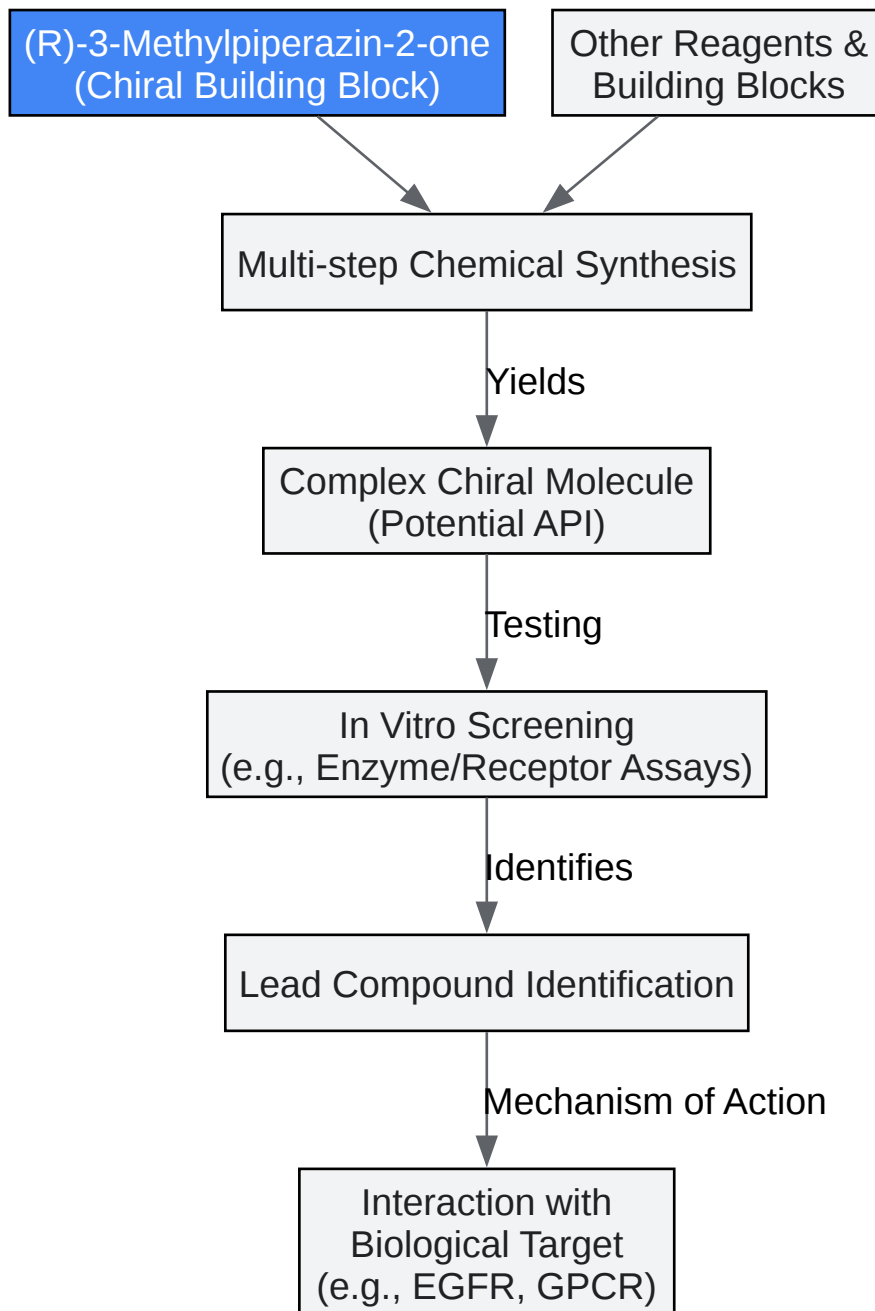 (R)-3-Methylpiperazin-2-one
(Chiral Building Block)
Other Reagents &
Building Blocks
Multi-step Chemical Synthesis
Yields
Complex Chiral Molecule
(Potential API)
Testing
In Vitro Screening
(e.g., Enzyme/Receptor Assays)
Identifies
Lead Compound Identification
Mechanism of Action
Interaction with
Biological Target
(e.g., EGFR, GPCR)